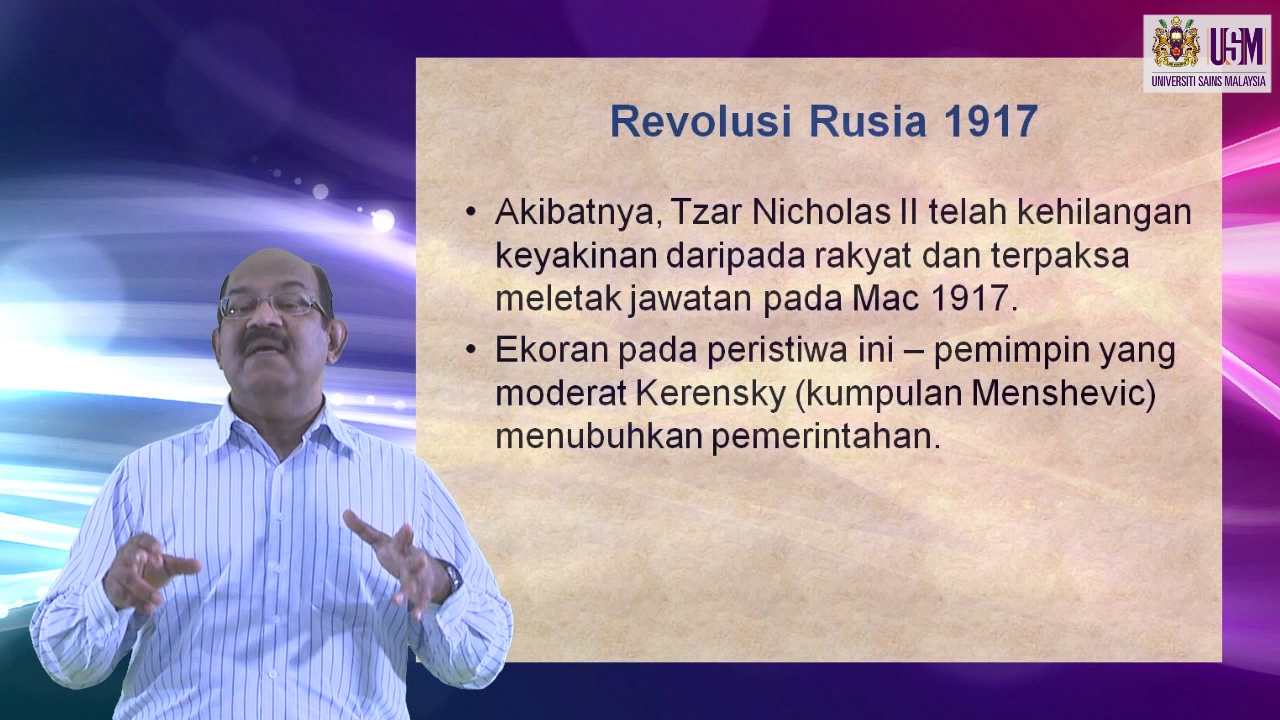 USM
UNIVERSITI SAINS MALAYSIA
Revolusi Rusia 1917
• Akibatnya, Tzar Nicholas II telah kehilangan
keyakinan daripada rakyat dan terpaksa
meletak jawatan pada Mac 1917.
• Ekoran pada peristiwa ini – pemimpin yang
moderat Kerensky (kumpulan Menshevic)
menubuhkan pemerintahan.